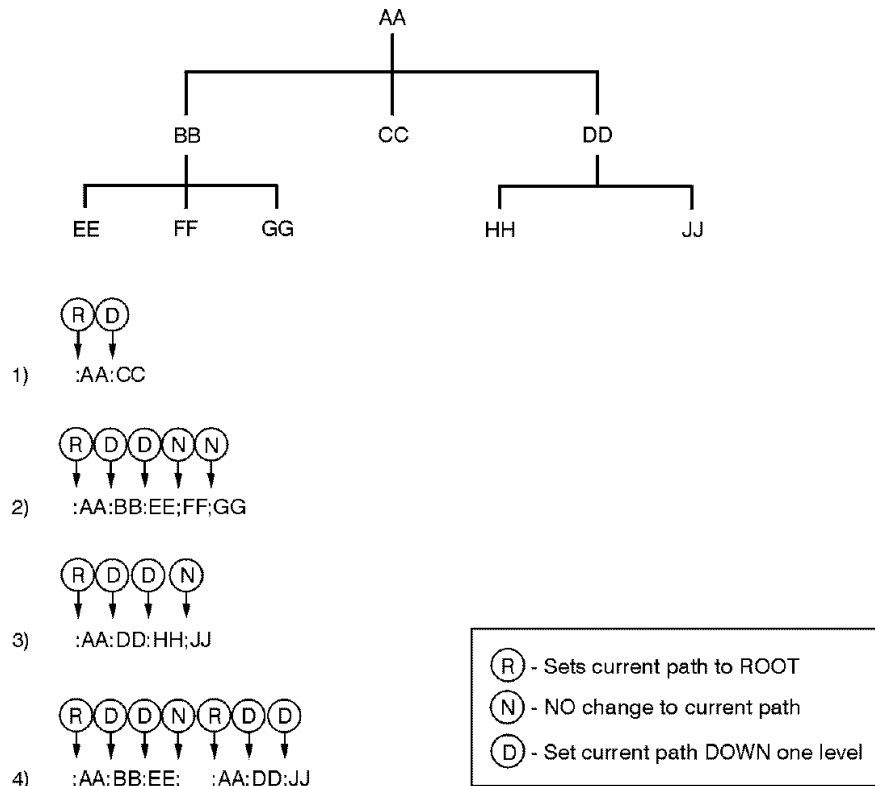 AA
BB CC DD
EE FF GG HH JJ
R D
1) :AA:CC
R D D N N
2) :AA:BB:EE;FF;GG
R D D N
3) :AA:DD:HH;JJ
R D D N R D D
4) :AA:BB:EE; :AA:DD:JJ
R - Sets current path to ROOT
N - NO change to current path
D - Set current path DOWN one level